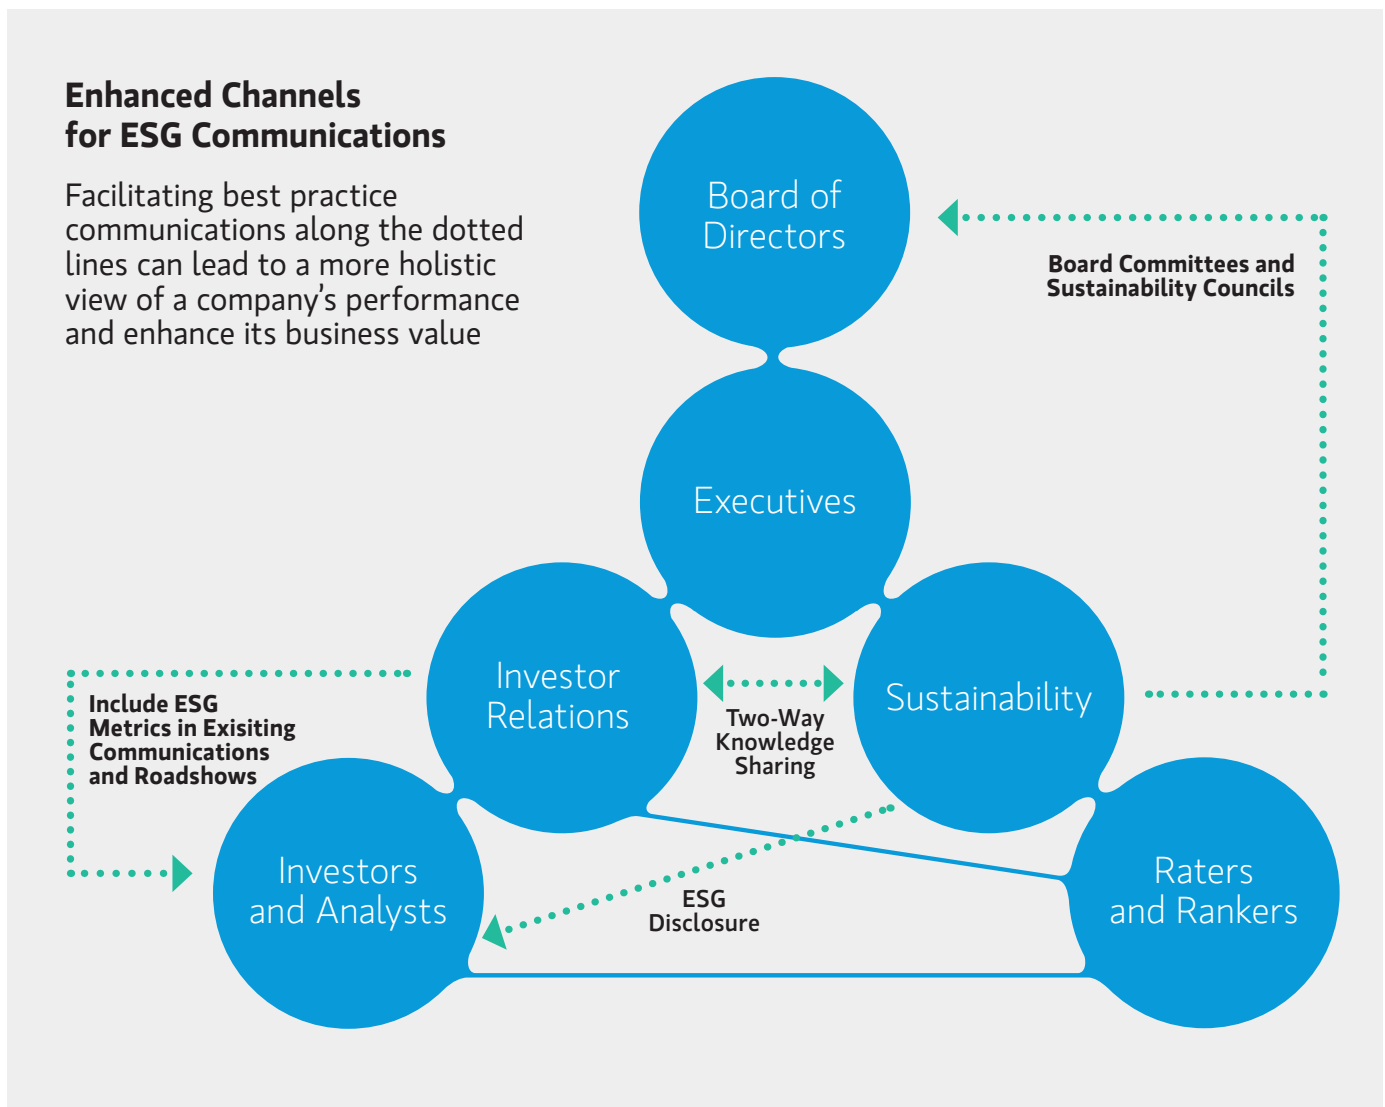 Enhanced Channels
for ESG Communications
Facilitating best practice
communications along the dotted
lines can lead to a more holistic
view of a company's performance
and enhance its business value
Board of
Directors
Board Committees and
Sustainability Councils
Executives
Investor
Relations
Sustainability
Include ESG
Metrics in Exisiting
Communications
and Roadshows
Two-Way
Knowledge
Sharing
Investors
and Analysts
ESG
Disclosure
Raters
and Rankers